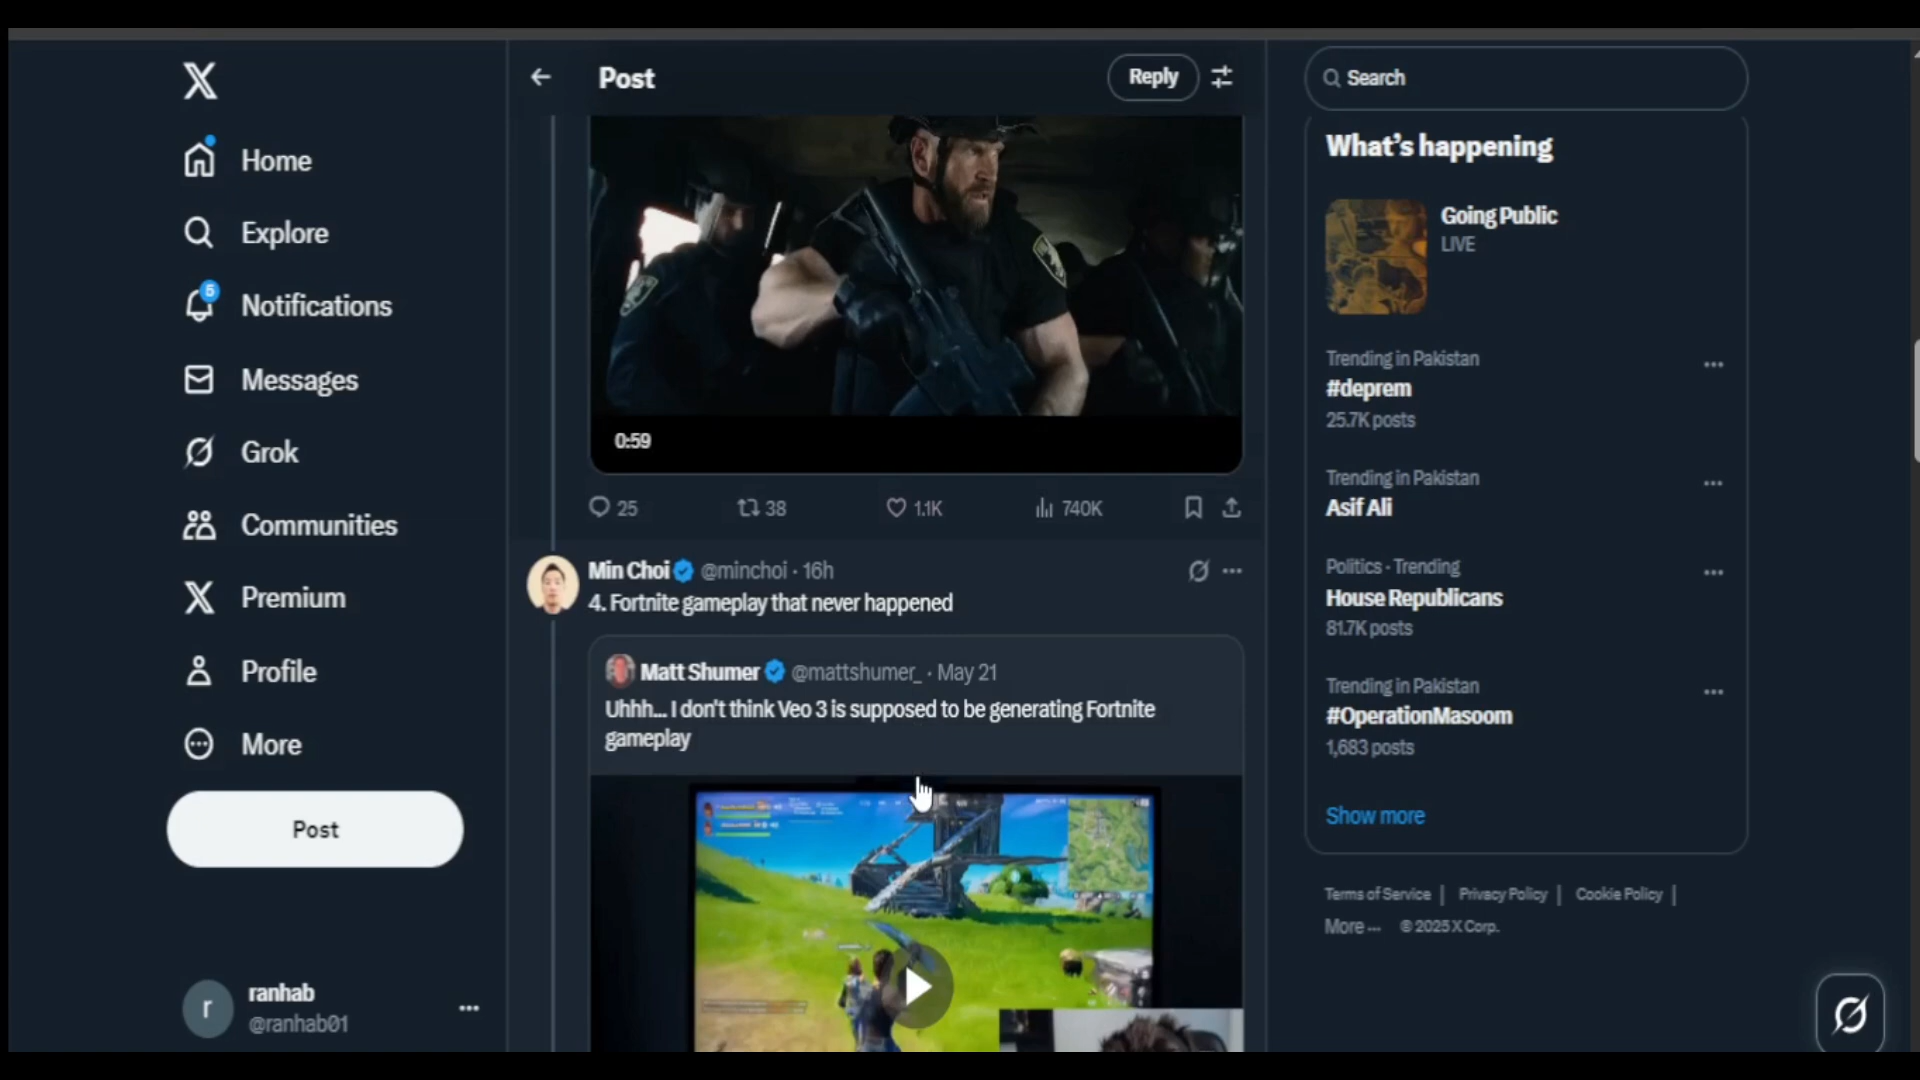 Home
Explore
5
Notifications
Messages
Grok
Communities
Premium
Profile
More
Post
r
ranhab
@ranhab01
Post
Reply
0:59
25
38
1.1K
740K
Min Choi @minchoi · 16h
4. Fortnite gameplay that never happened
Matt Shumer @mattshumer_ · May 21
Uhhh... I don't think Veo 3 is supposed to be generating Fortnite
gameplay
Search
What's happening
Going Public
LIVE
Trending in Pakistan
#deprem
25.7K posts
Trending in Pakistan
Asif Ali
Politics · Trending
House Republicans
81.7K posts
Trending in Pakistan
#OperationMasoom
1,683 posts
Show more
Terms of Service | Privacy Policy | Cookie Policy |
More ··· © 2025 X Corp.